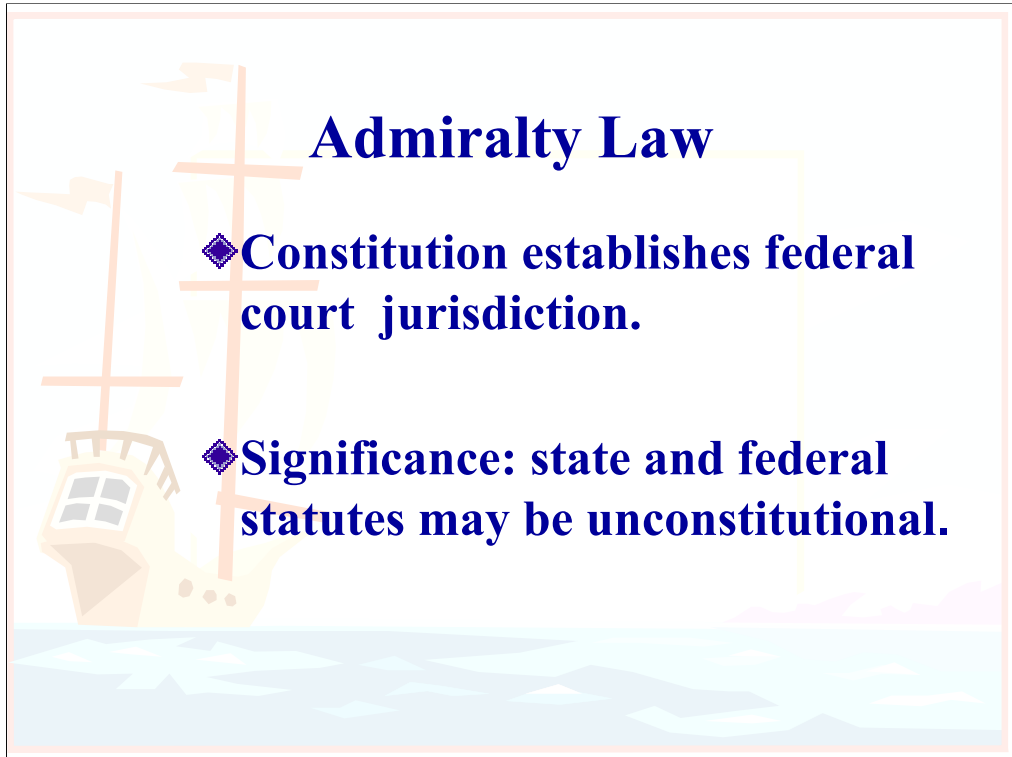 Admiralty Law
Constitution establishes federal
court jurisdiction.
Significance: state and federal
statutes may be unconstitutional.